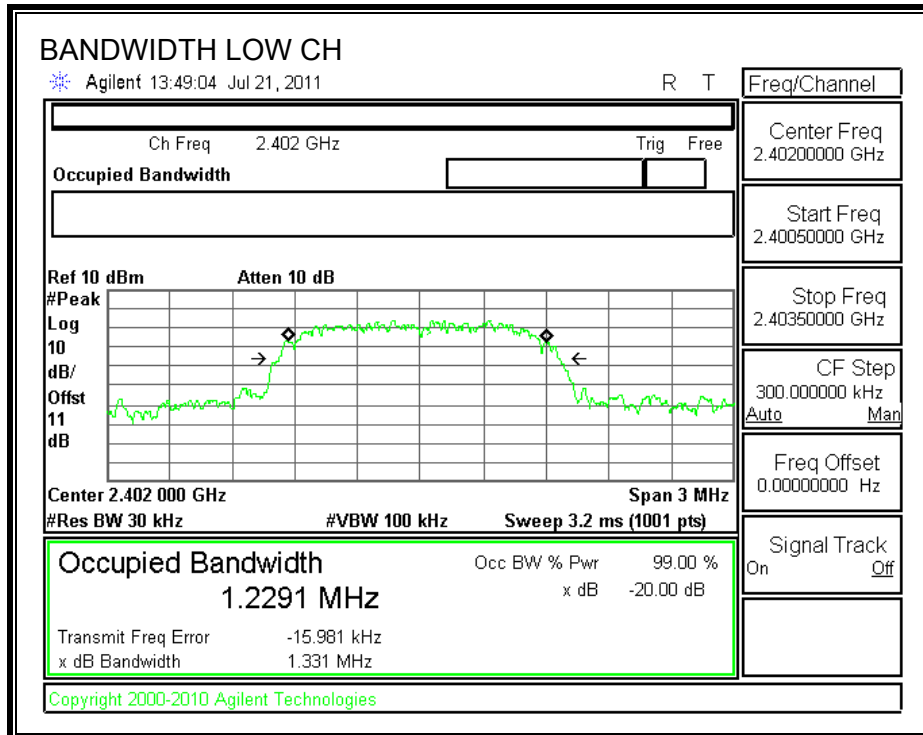 BANDWIDTH LOW CH
Agilent 13:49:04 Jul 21, 2011 R T
Freq/Channel
Ch Freq 2.402 GHz Trig Free
Occupied Bandwidth
Center Freq
2.40200000 GHz
Start Freq
2.40050000 GHz
Stop Freq
2.40350000 GHz
CF Step
300.000000 kHz
Auto Man
Freq Offset
0.00000000 Hz
Signal Track
On Off
Ref 10 dBm Atten 10 dB
#Peak
Log
10
dB/
Offst
11
dB
Center 2.402 000 GHz Span 3 MHz
#Res BW 30 kHz #VBW 100 kHz Sweep 3.2 ms (1001 pts)
Occupied Bandwidth
1.2291 MHz
Occ BW % Pwr 99.00 %
x dB -20.00 dB
Transmit Freq Error -15.981 kHz
x dB Bandwidth 1.331 MHz
Copyright 2000-2010 Agilent Technologies